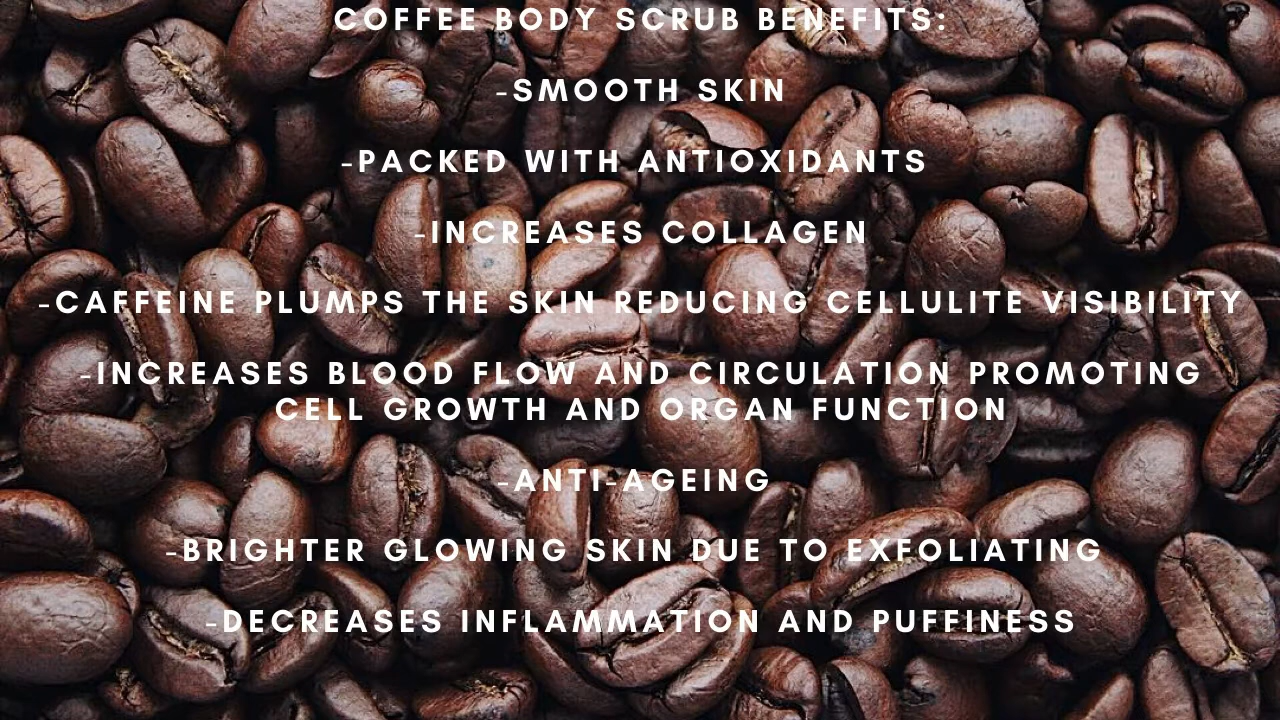 COFFEE BODY SCRUB BENEFITS:
-SMOOTH SKIN
-PACKED WITH ANTIOXIDANTS
-INCREASES COLLAGEN
-CAFFEINE PLUMPS THE SKIN REDUCING CELLULITE VISIBILITY
-INCREASES BLOOD FLOW AND CIRCULATION PROMOTING
CELL GROWTH AND ORGAN FUNCTION
-ANTI-AGEING
-BRIGHTER GLOWING SKIN DUE TO EXFOLIATING
-DECREASES INFLAMMATION AND PUFFINESS